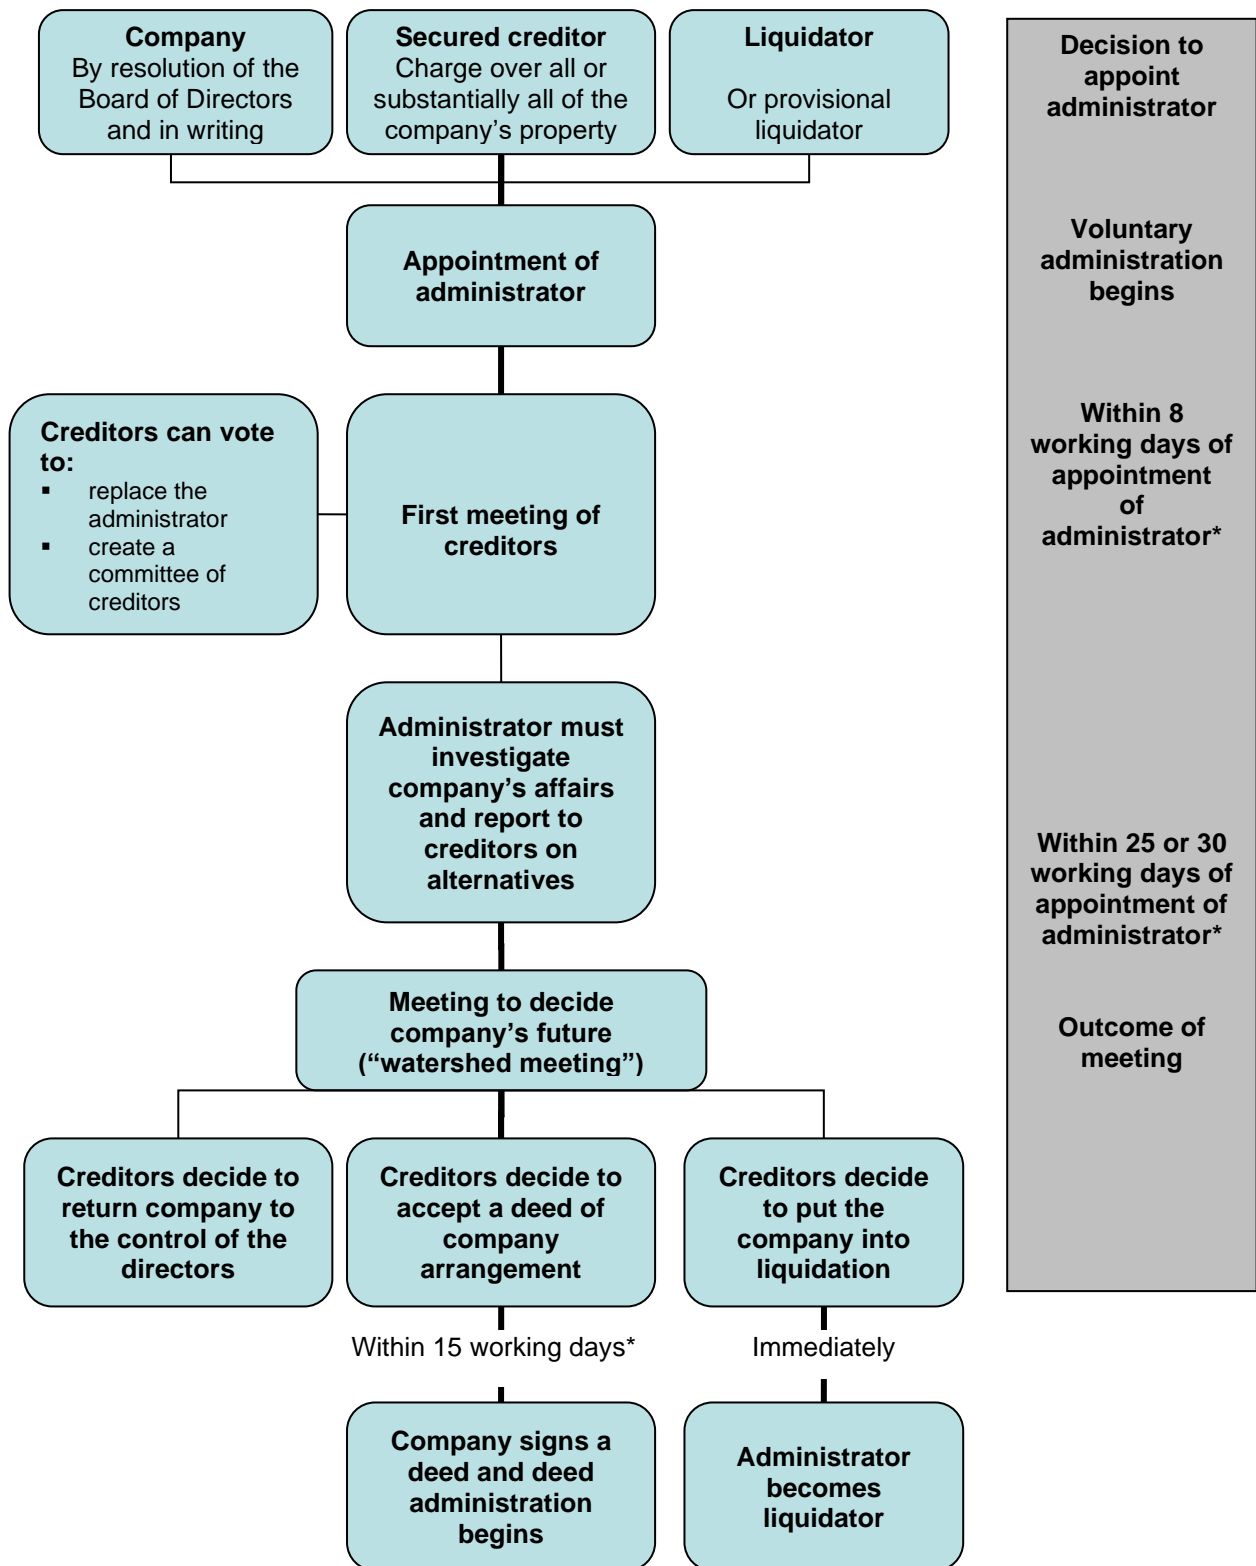 Company
By resolution of the
Board of Directors
and in writing
Secured creditor
Charge over all or
substantially all of the
company’s property
Liquidator
Or provisional
liquidator
Decision to
appoint
administrator
Appointment of
administrator
Voluntary
administration
begins
Creditors can vote
to:
▪ replace the
administrator
▪ create a
committee of
creditors
First meeting of
creditors
Within 8
working days of
appointment
of
administrator*
Administrator must
investigate
company’s affairs
and report to
creditors on
alternatives
Within 25 or 30
working days of
appointment of
administrator*
Meeting to decide
company’s future
(“watershed meeting”)
Outcome of
meeting
Creditors decide to
return company to
the control of the
directors
Creditors decide to
accept a deed of
company
arrangement
Creditors decide
to put the
company into
liquidation
Within 15 working days*
Immediately
Company signs a
deed and deed
administration
begins
Administrator
becomes
liquidator